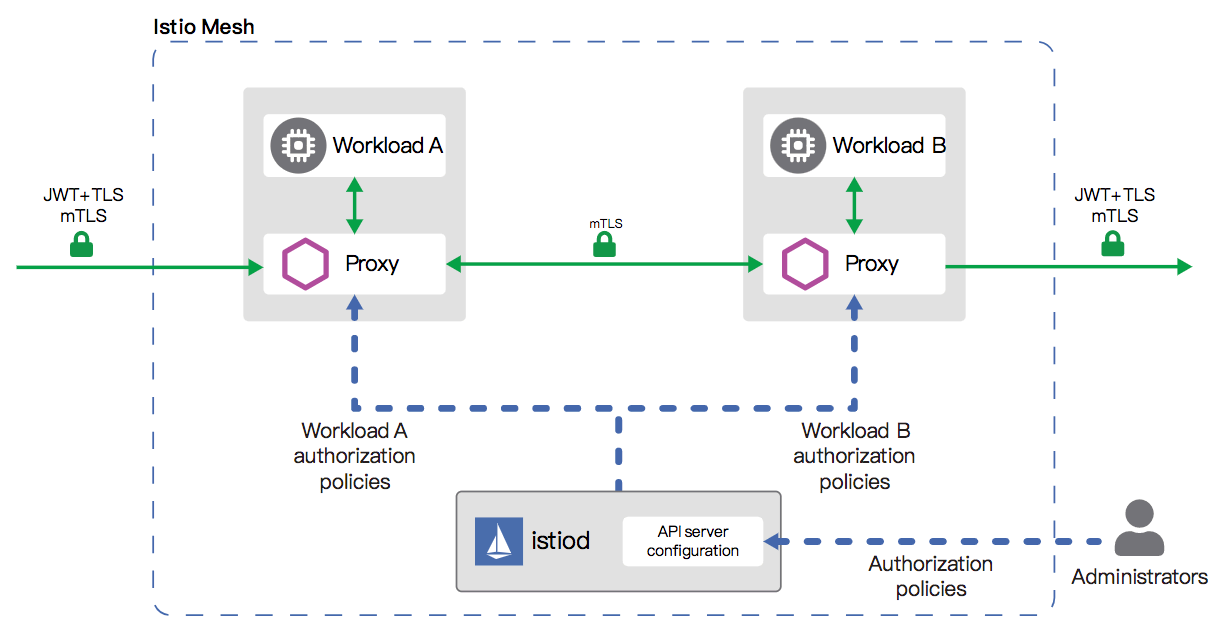 Istio Mesh
Workload A
Workload B
JWT+TLS
mTLS
mTLS
JWT+TLS
mTLS
Proxy
Proxy
Workload A
authorization
policies
Workload B
authorization
policies
istiod
API server
configuration
Authorization
policies
Administrators